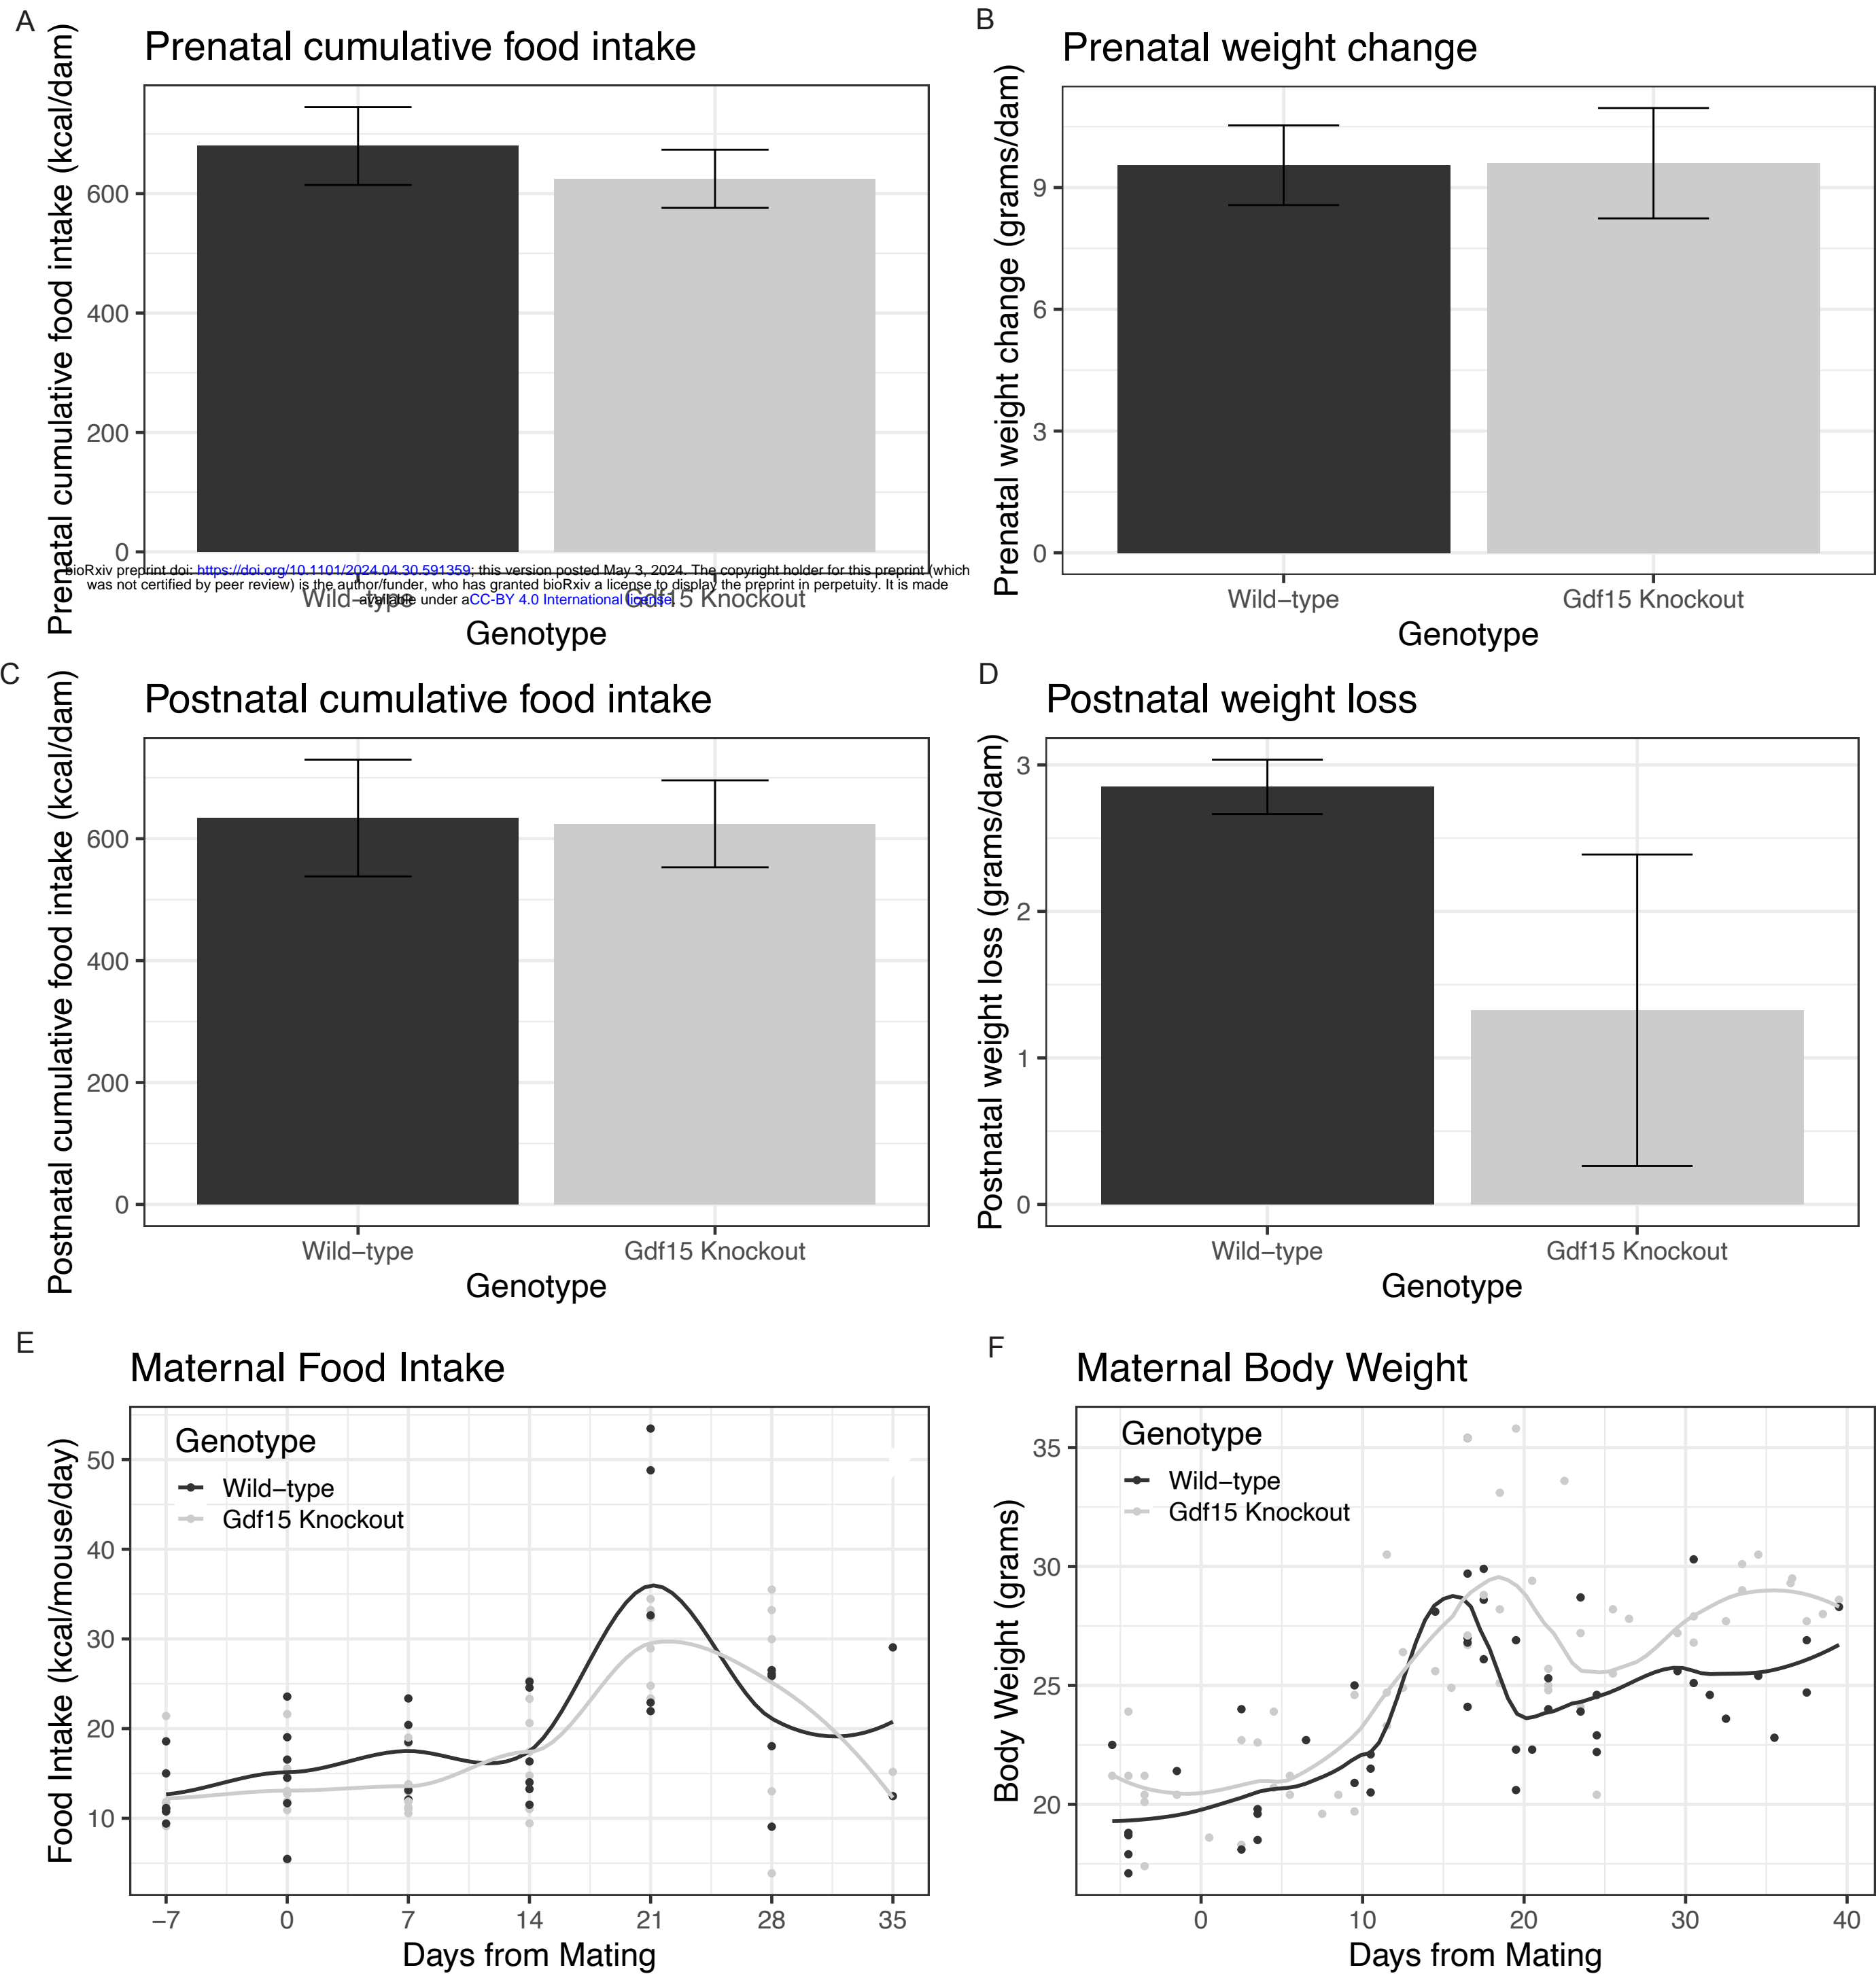 A
Prenatal cumulative food intake
Prenatal cumulative food intake (kcal/dam)
600
400
200
0
bioRxiv preprint doi: https://doi.org/10.1101/2024.04.30.591359; this version posted May 3, 2024. The copyright holder for this preprint (which
was not certified by peer review) is the author/funder, who has granted bioRxiv a license to display the preprint in perpetuity. It is made
available under aCC-BY 4.0 International license.
Wild–type
Gdf15 Knockout
Genotype
B
Prenatal weight change
Prenatal weight change (grams/dam)
9
6
3
0
Wild–type
Gdf15 Knockout
Genotype
C
Postnatal cumulative food intake
Postnatal cumulative food intake (kcal/dam)
600
400
200
0
Wild–type
Gdf15 Knockout
Genotype
D
Postnatal weight loss
Postnatal weight loss (grams/dam)
3
2
1
0
Wild–type
Gdf15 Knockout
Genotype
E
Maternal Food Intake
Food Intake (kcal/mouse/day)
Genotype
Wild–type
Gdf15 Knockout
50
40
30
20
10
−7 0 7 14 21 28 35
Days from Mating
F
Maternal Body Weight
Body Weight (grams)
Genotype
Wild–type
Gdf15 Knockout
35
30
25
20
0 10 20 30 40
Days from Mating